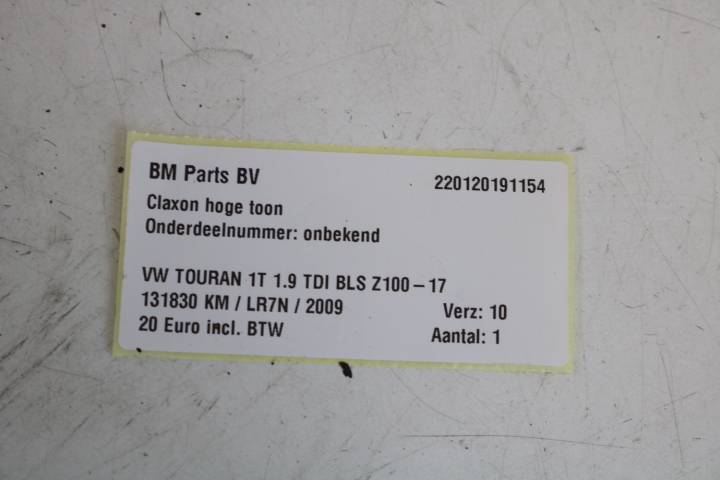 BM Parts BV 220120191154
Claxon hoge toon
Onderdeelnummer: onbekend
VW TOURAN 1T 1.9 TDI BLS Z100-17
131830 KM / LR7N / 2009 Verz: 10
20 Euro incl. BTW Aantal: 1